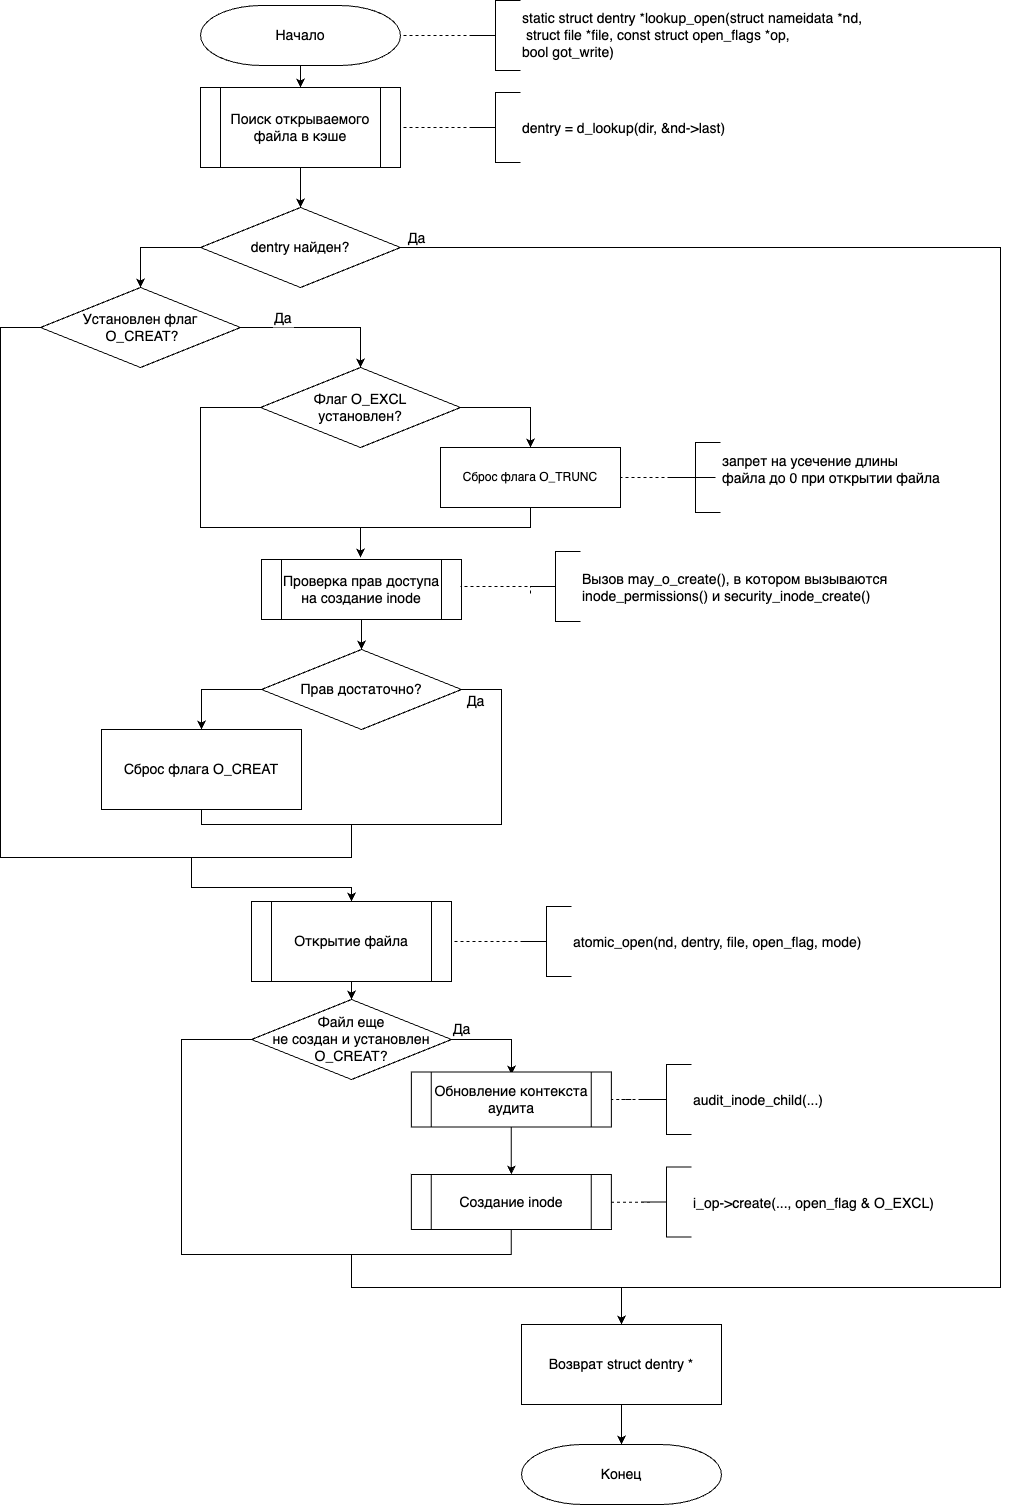 Начало
static struct dentry *lookup_open(struct nameidata *nd,
struct file *file, const struct open_flags *op,
bool got_write)
Поиск открываемого
файла в кэше
dentry = d_lookup(dir, &nd->last)
dentry найден?
Да
Установлен флаг
O_CREAT?
Да
Флаг O_EXCL
установлен?
Сброс флага O_TRUNC
запрет на усечение длины
файла до 0 при открытии файла
Проверка прав доступа
на создание inode
Вызов may_o_create(), в котором вызываются
inode_permissions() и security_inode_create()
Прав достаточно?
Да
Сброс флага O_CREAT
Открытие файла
atomic_open(nd, dentry, file, open_flag, mode)
Файл еще
не создан и установлен
O_CREAT?
Да
Обновление контекста
аудита
audit_inode_child(...)
Создание inode
i_op->create(..., open_flag & O_EXCL)
Возврат struct dentry *
Конец